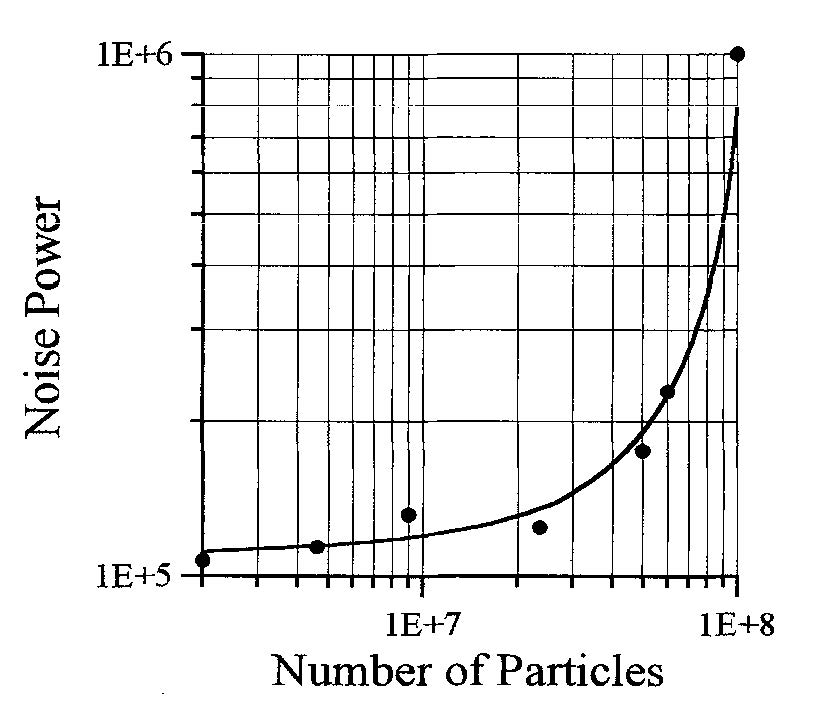 1E+6
Noise Power
1E+5
1E+7
1E+8
Number of Particles